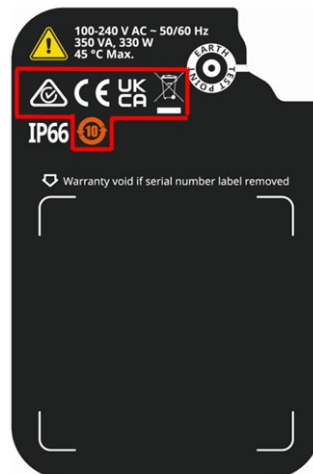 100-240 V AC ~ 50/60 Hz
350 VA, 330 W
45 °C Max.
EARTH TEST POINT
CE UK CA
IP66 10
Warranty void if serial number label removed